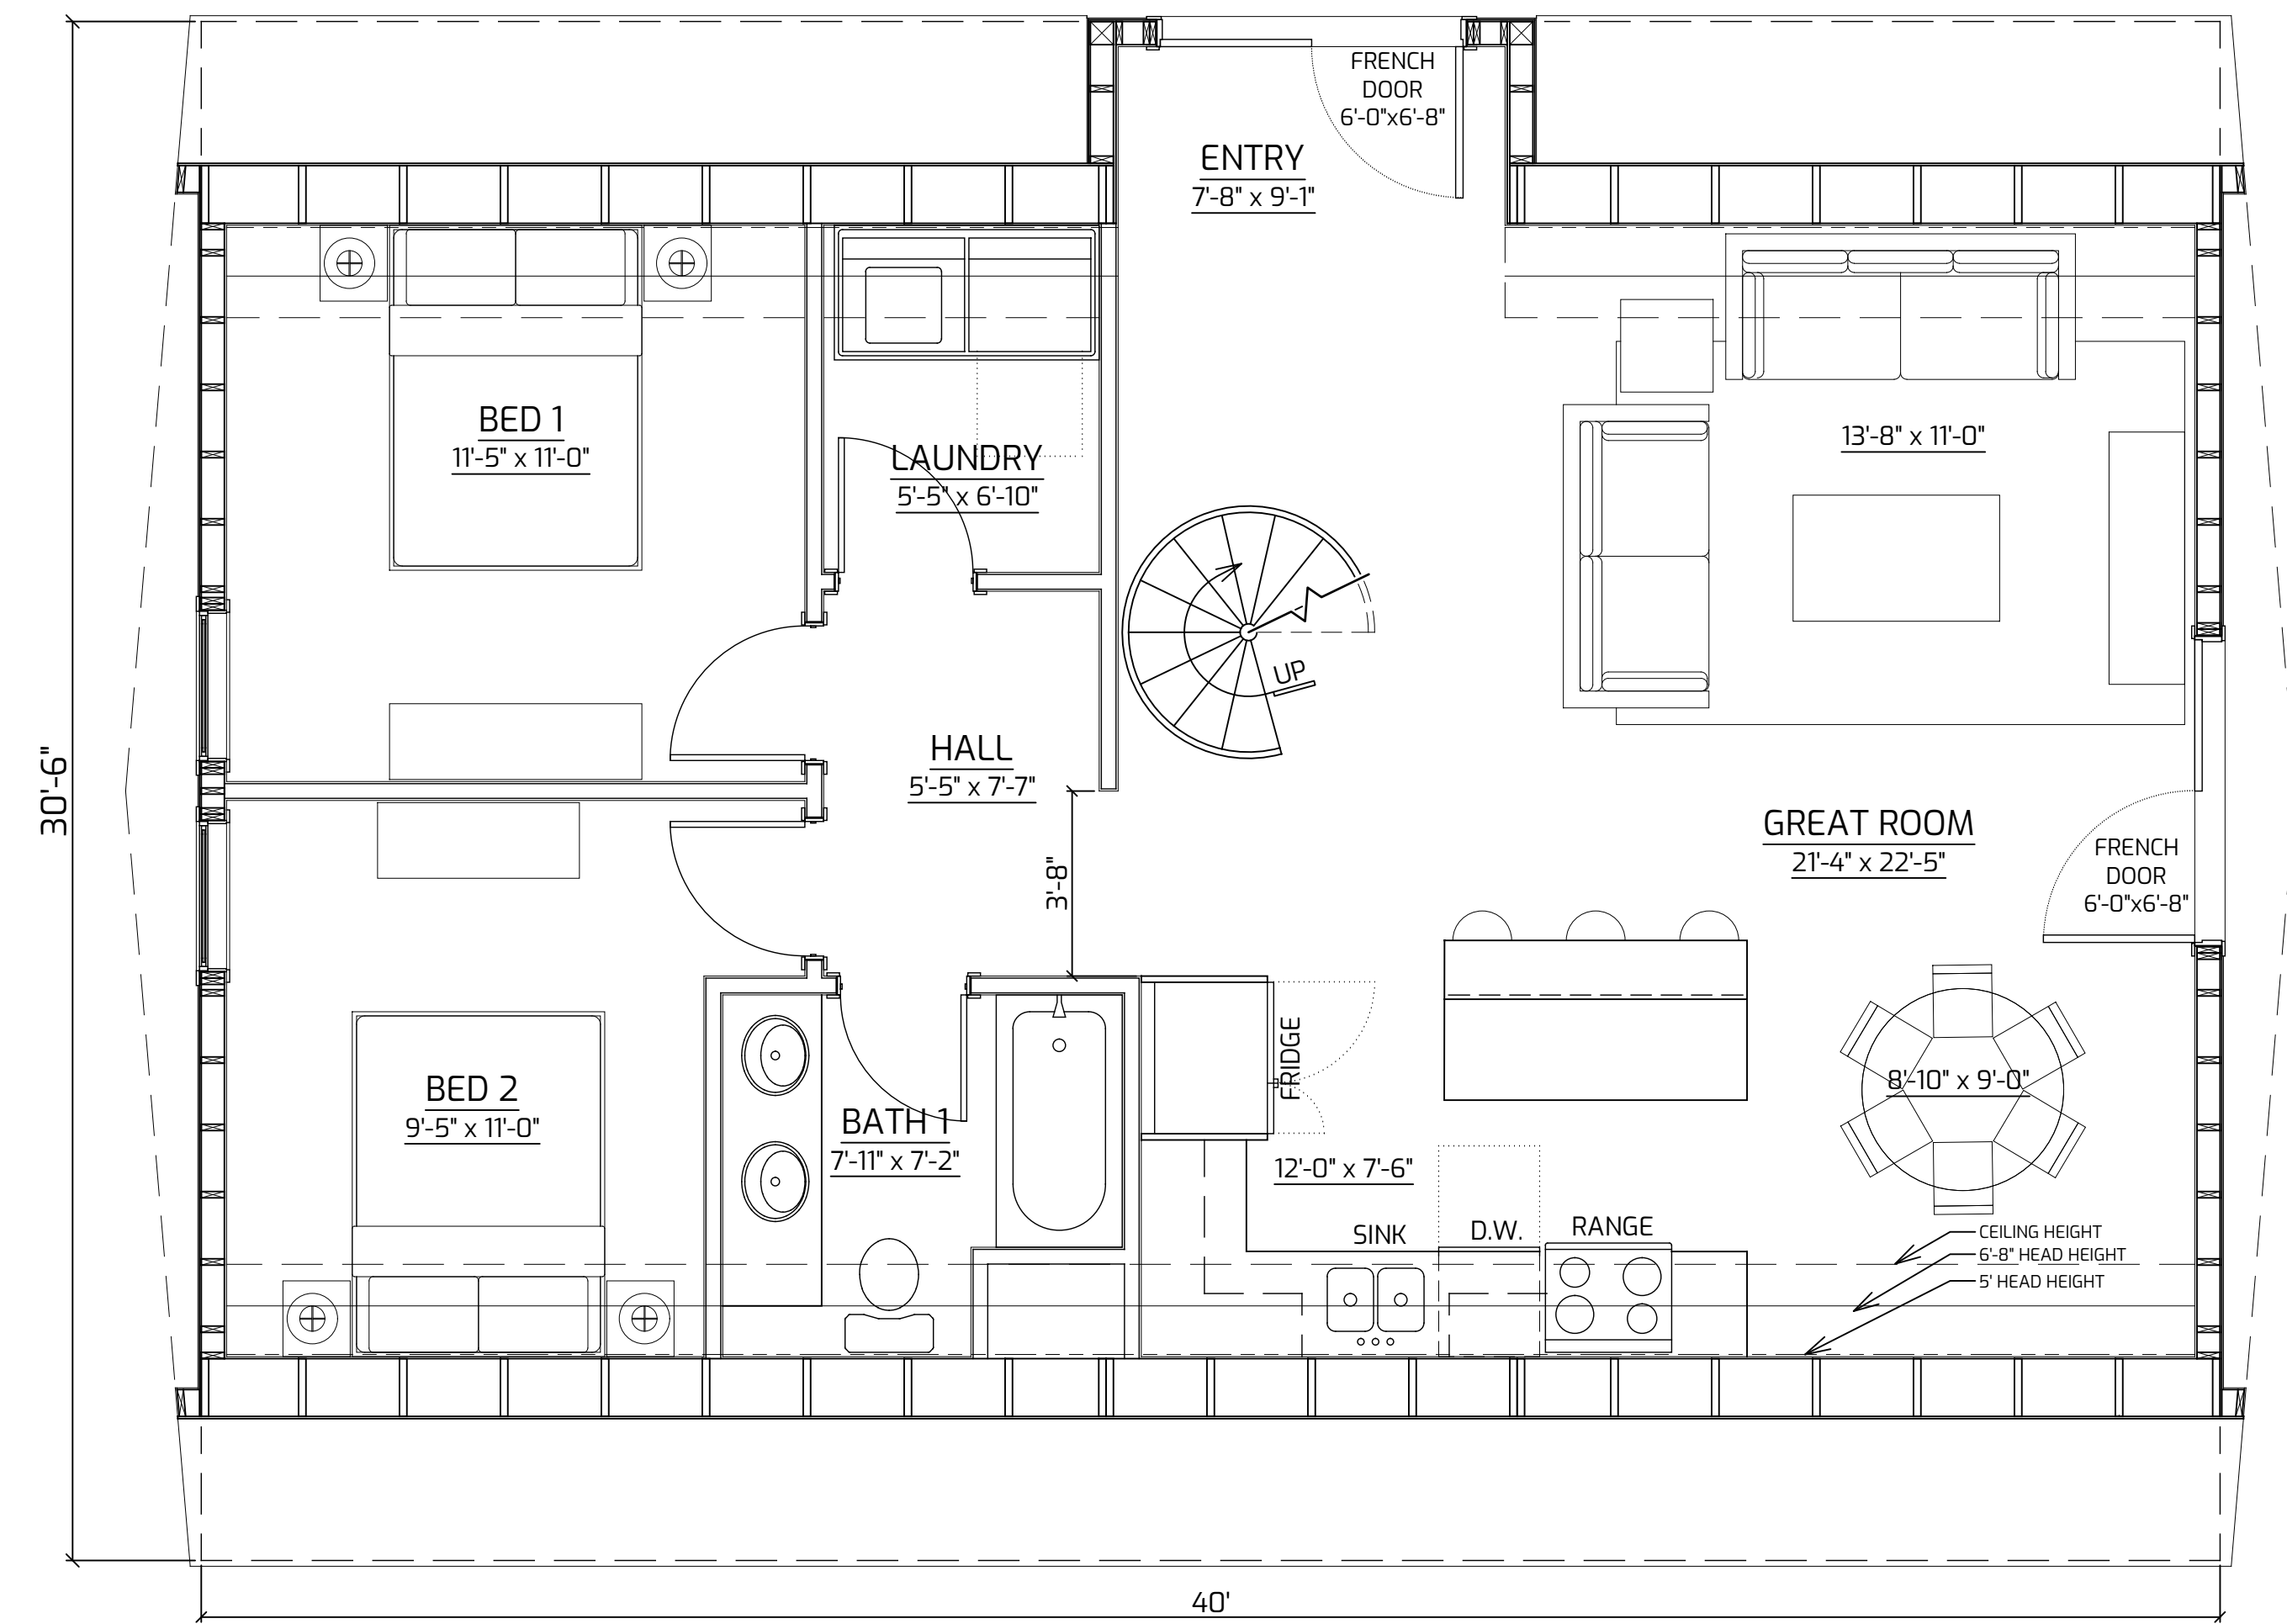 FRENCH
DOOR
6'-0"x6'-8"
ENTRY
7'-8" x 9'-1"
BED 1
11'-5" x 11'-0"
LAUNDRY
5'-5" x 6'-10"
13'-8" x 11'-0"
UP
HALL
5'-5" x 7'-7"
30'-6"
3'-8"
GREAT ROOM
21'-4" x 22'-5"
FRENCH
DOOR
6'-0"x6'-8"
BED 2
9'-5" x 11'-0"
BATH 1
7'-11" x 7'-2"
FRIDGE
8'-10" x 9'-0"
12'-0" x 7'-6"
SINK
D.W.
RANGE
CEILING HEIGHT
6'-8" HEAD HEIGHT
5' HEAD HEIGHT
40'